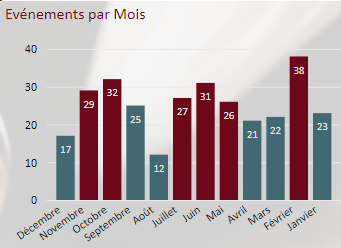 Evénements par Mois
40
30
20
10
0
17
29
32
25
12
27
31
26
21
22
38
23
Décembre
Novembre
Octobre
Septembre
Août
Juillet
Juin
Mai
Avril
Mars
Février
Janvier